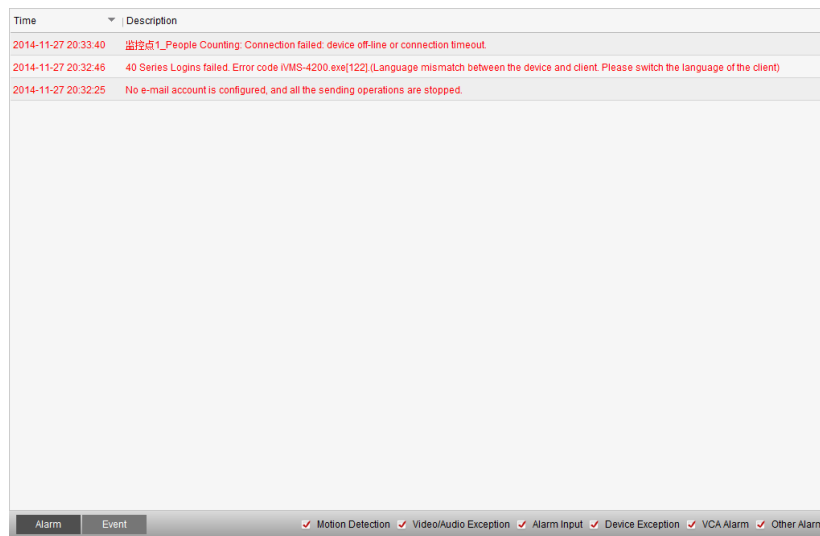 Time Description
2014-11-27 20:33:40 监控点1_People Counting: Connection failed: device off-line or connection timeout.
2014-11-27 20:32:46 40 Series Logins failed. Error code iVMS-4200.exe[122].(Language mismatch between the device and client. Please switch the language of the client)
2014-11-27 20:32:25 No e-mail account is configured, and all the sending operations are stopped.
Alarm Event Motion Detection Video/Audio Exception Alarm Input Device Exception VCA Alarm Other Alarm